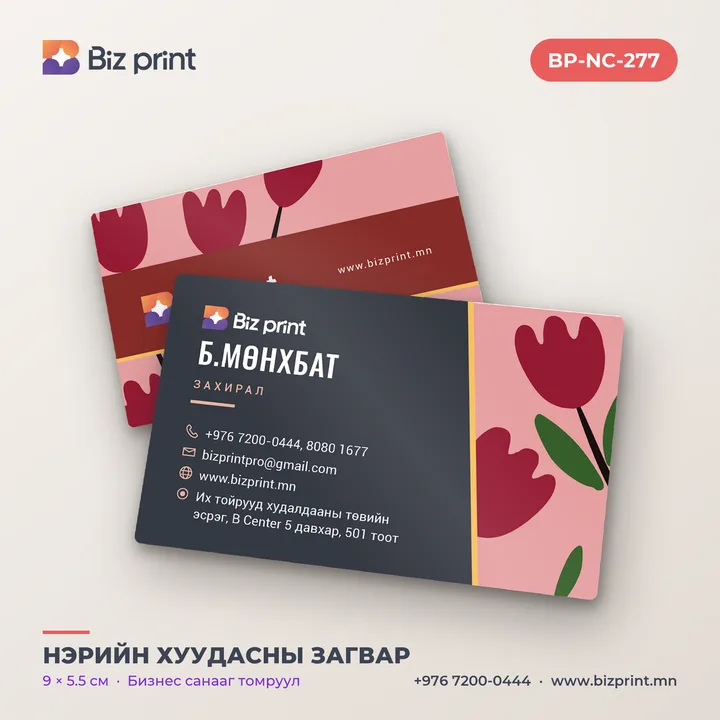 Biz print
BP-NC-277
www.bizprint.mn
Biz print
Б.МӨНХБАТ
ЗАХИРАЛ
+976 7200-0444, 8080 1677
bizprintpro@gmail.com
www.bizprint.mn
Их тойрууд худалдааны төвийн
эсрэг, B Center 5 давхар, 501 тоот
НЭРИЙН ХУУДАСНЫ ЗАГВАР
9 × 5.5 см · Бизнес санааг томруул
+976 7200-0444 · www.bizprint.mn